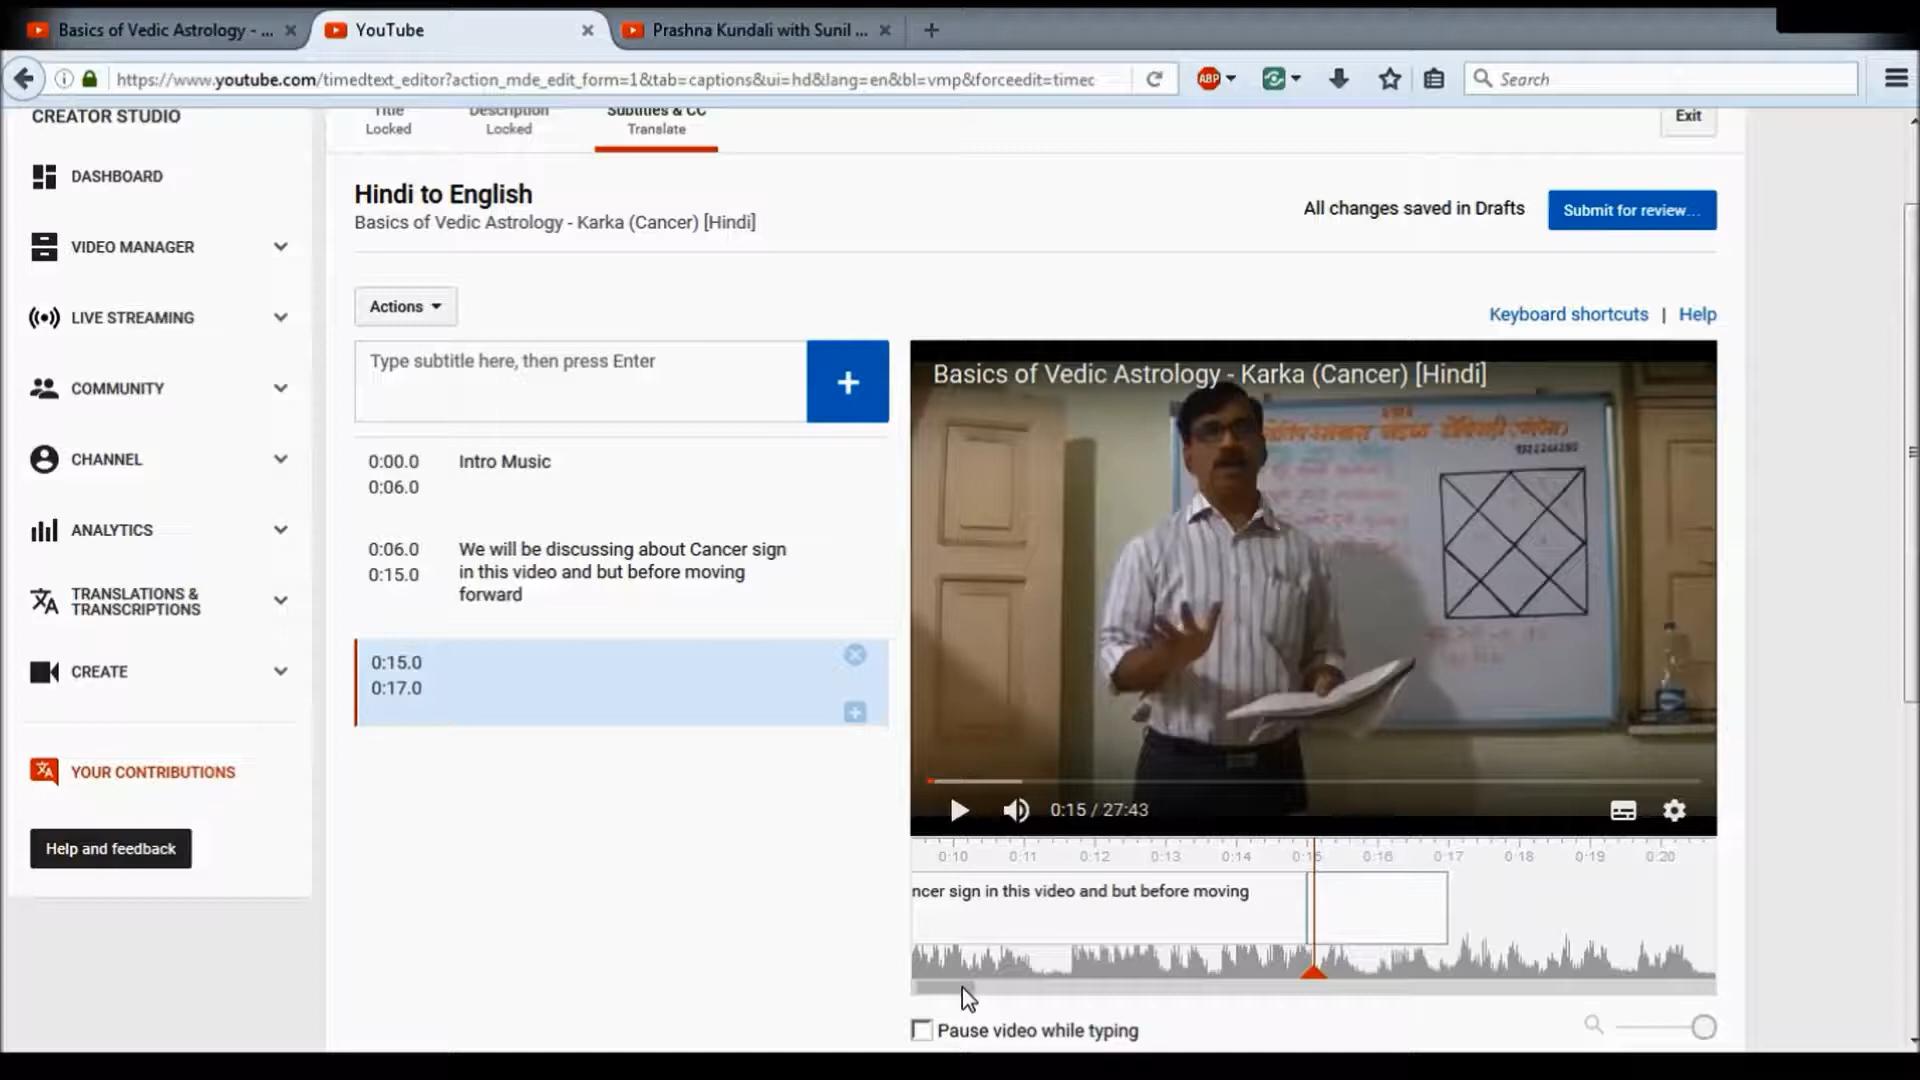 Basics of Vedic Astrology - ...
YouTube
Prashna Kundali with Sunil ...
https://www.youtube.com/timedtext_editor?action_mde_edit_form=1&tab=captions&ui=hd&lang=en&bl=vmp&forceedit=timec
ABP
Search
CREATOR STUDIO
DASHBOARD
VIDEO MANAGER
LIVE STREAMING
COMMUNITY
CHANNEL
ANALYTICS
TRANSLATIONS &
TRANSCRIPTIONS
CREATE
YOUR CONTRIBUTIONS
Help and feedback
Title
Locked
Description
Locked
Subtitles & CC
Translate
Exit
Hindi to English
Basics of Vedic Astrology - Karka (Cancer) [Hindi]
All changes saved in Drafts
Submit for review...
Actions
Keyboard shortcuts | Help
Type subtitle here, then press Enter
0:00.0 Intro Music
0:06.0
0:06.0 We will be discussing about Cancer sign
0:15.0 in this video and but before moving
forward
0:15.0
0:17.0
Basics of Vedic Astrology - Karka (Cancer) [Hindi]
0:15 / 27:43
0:10 0:11 0:12 0:13 0:14 0:15 0:16 0:17 0:18 0:19 0:20
ncer sign in this video and but before moving
Pause video while typing